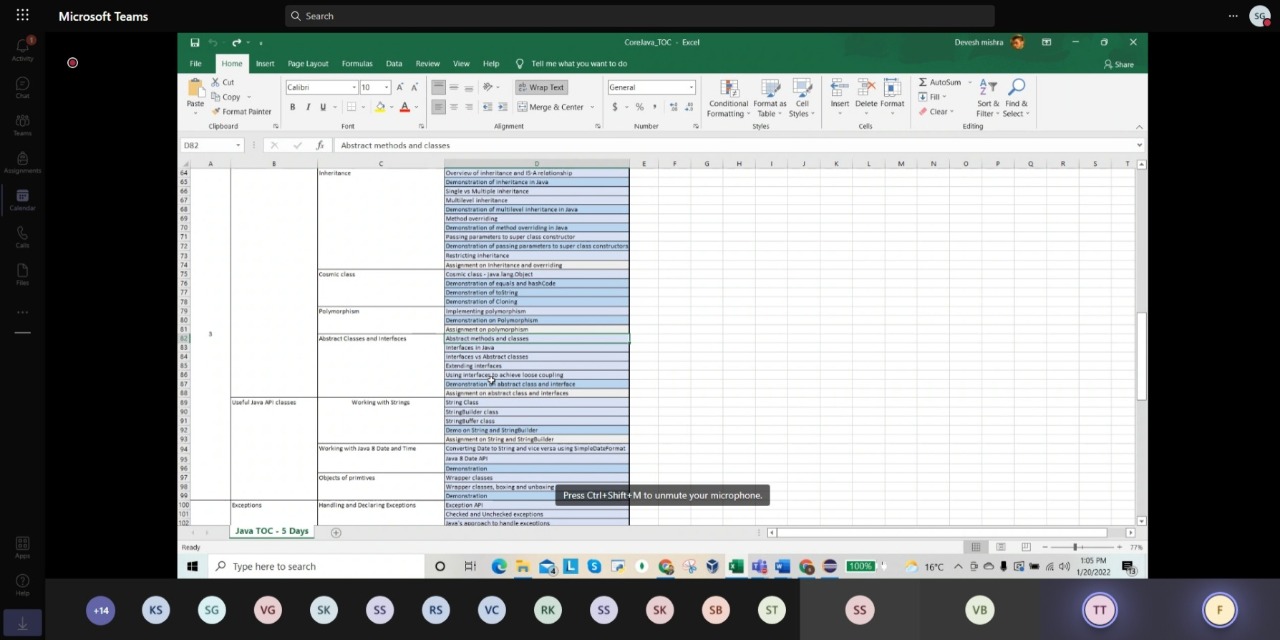 Microsoft Teams
Search
SG
Activity
Chat
Teams
Assignments
Calendar
Calls
Files
Apps
Help
CoreJava_TOC - Excel
Devesh mishra
File Home Insert Page Layout Formulas Data Review View Help Tell me what you want to do
Share
Paste
Cut
Copy
Format Painter
Clipboard
Calibri 10
B I U
Font
Wrap Text
Merge & Center
Alignment
General
$ % ,
Number
Conditional Formatting
Format as Table
Cell Styles
Styles
Insert Delete Format
Cells
AutoSum
Fill
Clear
Sort & Filter
Find & Select
Editing
D82
fx
Abstract methods and classes
A B C D E F G H I J K L M N O P Q R S T
64 Inheritance Overview of inheritance and IS-A relationship
65 Demonstration of inheritance in Java
66 Single vs Multiple inheritance
67 Multilevel inheritance
68 Demonstration of multilevel inheritance in Java
69 Method overriding
70 Demonstration of method overriding in Java
71 Passing parameters to super class constructor
72 Demonstration of passing parameters to super class constructors
73 Restricting inheritance
74 Assignment on inheritance and overriding
75 Cosmic class Cosmic class - java.lang.Object
76 Demonstration of equals and hashCode
77 Demonstration of toString
78 Demonstration of Cloning
79 Polymorphism Implementing polymorphism
80 Demonstration on Polymorphism
81 3 Assignment on polymorphism
82 Abstract Classes and Interfaces Abstract methods and classes
83 Interfaces in Java
84 Interfaces vs Abstract classes
85 Extending interfaces
86 Using interfaces to achieve loose coupling
87 Demonstration of abstract class and interface
88 Assignment on abstract class and interfaces
89 Useful Java API classes Working with Strings String Class
90 StringBuilder class
91 StringBuffer class
92 Demo on String and StringBuilder
93 Assignment on String and StringBuilder
94 Working with Java 8 Date and Time Converting Date to String and vice versa using SimpleDateFormat
95 Java 8 Date API
96 Demonstration
97 Objects of primtives Wrapper classes
98 Wrapper classes, boxing and unboxing
99 Demonstration
100 Exceptions Handling and Declaring Exceptions Exception API
101 Checked and Unchecked exceptions
102 Java's approach to handle exceptions
Press Ctrl+Shift+M to unmute your microphone.
Java TOC - 5 Days
Ready
77%
Type here to search
100%
16°C
1:05 PM
1/20/2022
+14 KS SG VG SK SS RS VC RK SS SK SB ST SS VB TT F